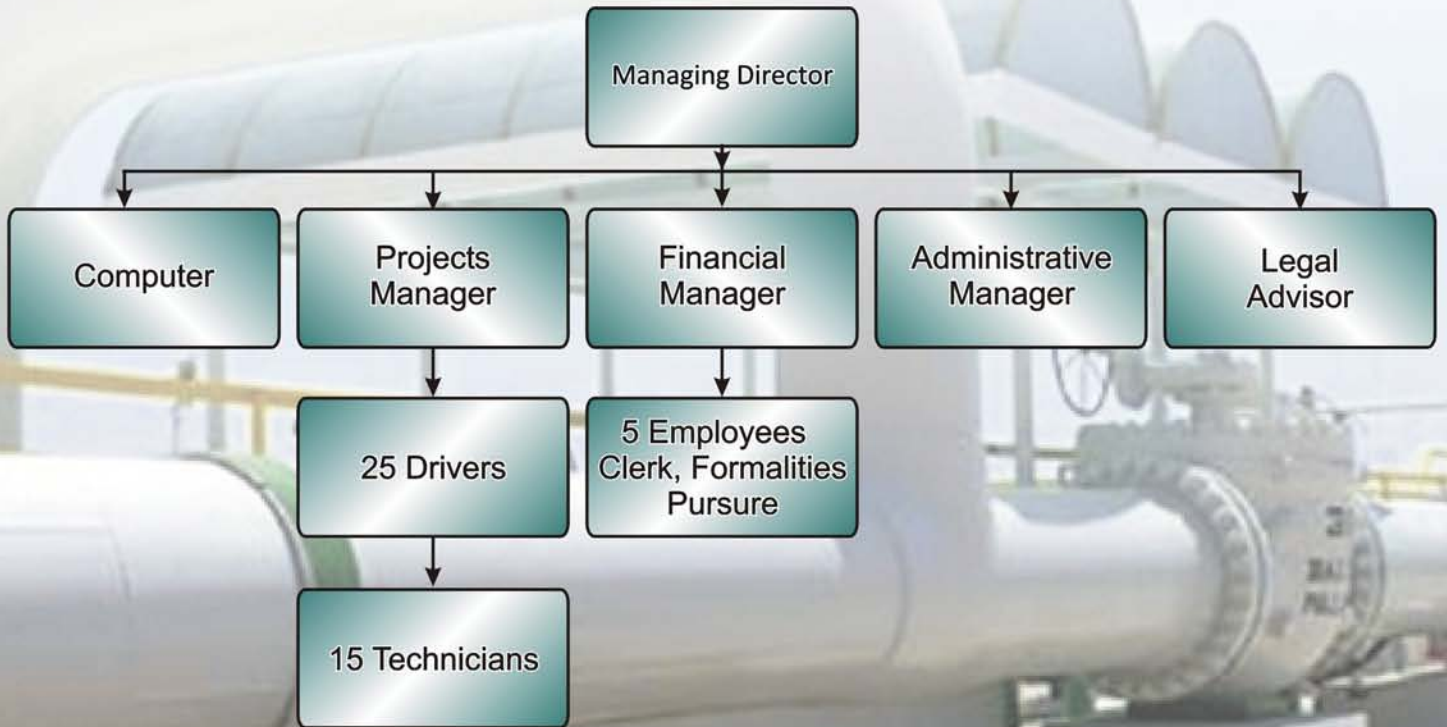 Managing Director
Computer
Projects
Manager
Financial
Manager
Administrative
Manager
Legal
Advisor
25 Drivers
5 Employees
Clerk, Formalities
Pursure
15 Technicians